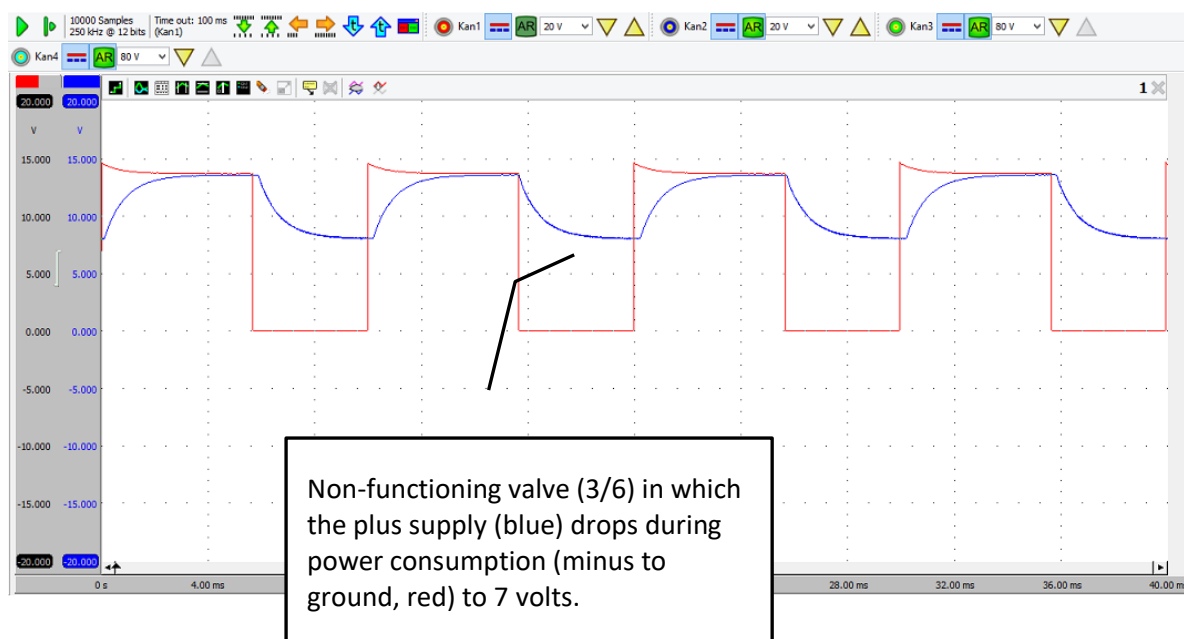 10000 Samples
250 kHz @ 12 bits
Time out: 100 ms
(Kan1)
Kan1 AR 20 V
Kan2 AR 20 V
Kan3 AR 80 V
Kan4 AR 80 V
1
20.000 20.000
V V
15.000 15.000
10.000 10.000
5.000 5.000
0.000 0.000
-5.000 -5.000
-10.000 -10.000
-15.000 -15.000
-20.000 -20.000
0 s 4.00 ms 28.00 ms 32.00 ms 36.00 ms 40.00 m
Non-functioning valve (3/6) in which
the plus supply (blue) drops during
power consumption (minus to
ground, red) to 7 volts.